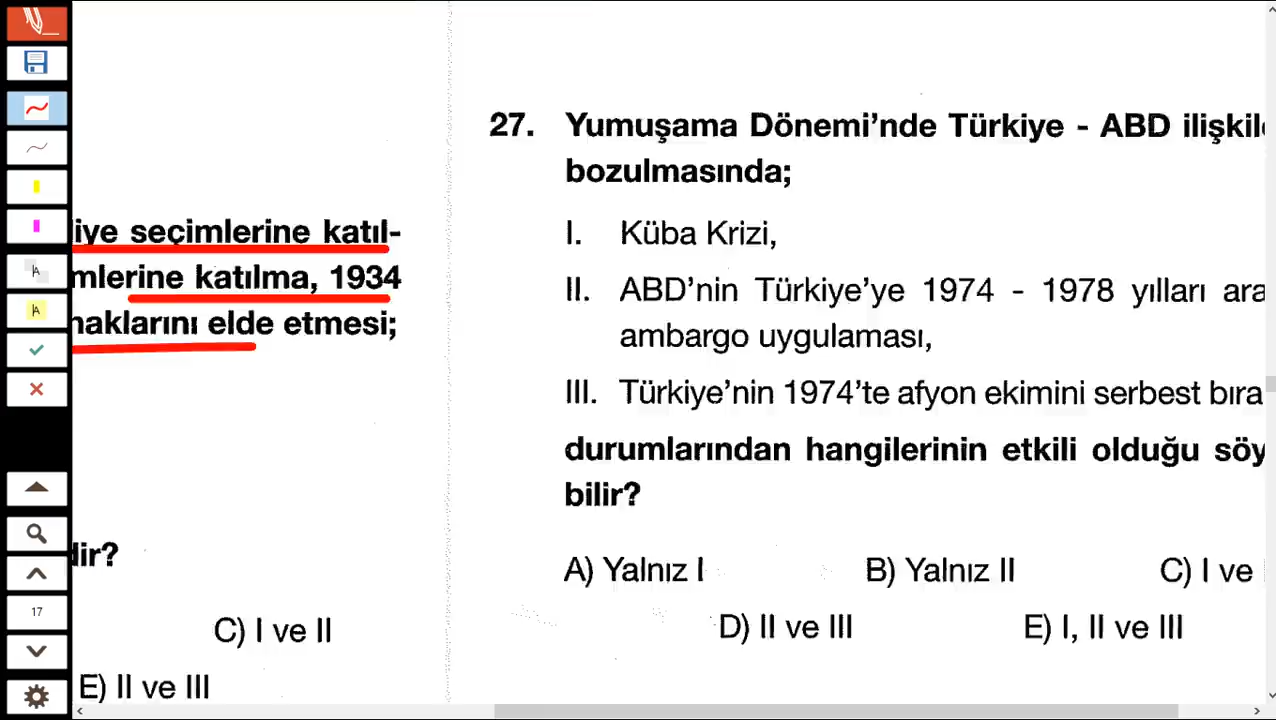 liye seçimlerine katıl-
mlerine katılma, 1934
naklarını elde etmesi;
dir?
C) I ve II
E) II ve III
27. Yumuşama Dönemi'nde Türkiye - ABD ilişkile
bozulmasında;
I. Küba Krizi,
II. ABD'nin Türkiye'ye 1974 - 1978 yılları ara
ambargo uygulaması,
III. Türkiye'nin 1974'te afyon ekimini serbest bıra
durumlarından hangilerinin etkili olduğu söy
bilir?
A) Yalnız I B) Yalnız II C) I ve
D) II ve III E) I, II ve III
17